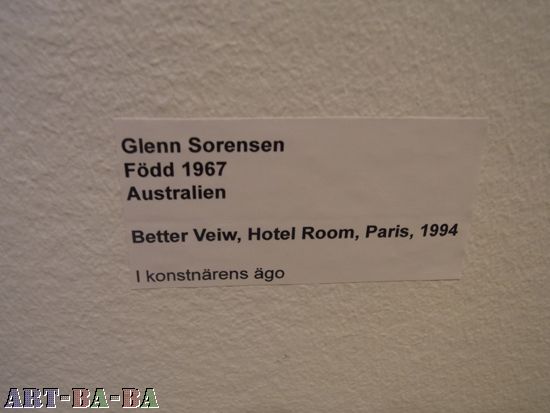 Glenn Sorensen
Född 1967
Australien
Better Veiw, Hotel Room, Paris, 1994
I konstnärens ägo
ART-BA-BA